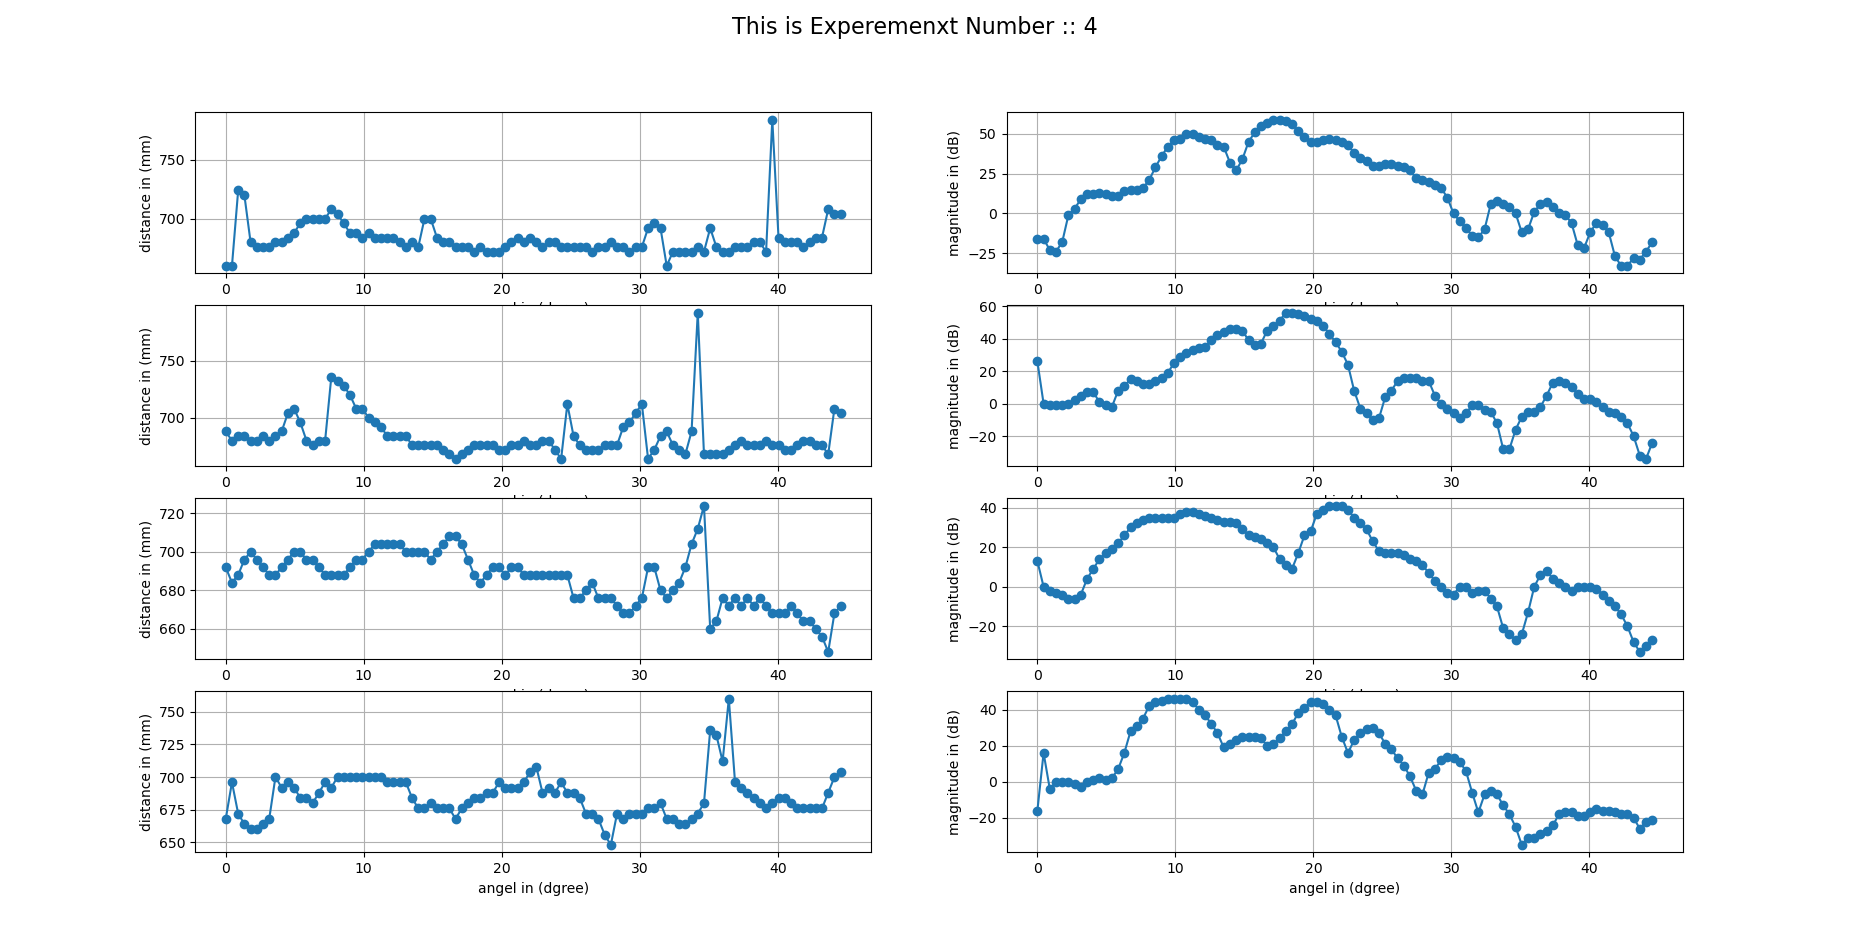 This is Experemenxt Number :: 4
distance in (mm)
750
700
0 10 20 30 40
magnitude in (dB)
50
25
0
−25
0 10 20 30 40
distance in (mm)
750
700
0 10 20 30 40
magnitude in (dB)
60
40
20
0
−20
0 10 20 30 40
distance in (mm)
720
700
680
660
0 10 20 30 40
magnitude in (dB)
40
20
0
−20
0 10 20 30 40
distance in (mm)
750
725
700
675
650
0 10 20 30 40
angel in (dgree)
magnitude in (dB)
40
20
0
−20
0 10 20 30 40
angel in (dgree)